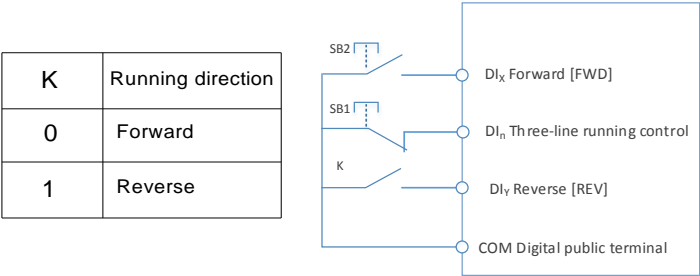 K Running direction
0 Forward
1 Reverse
SB2
DIX Forward [FWD]
SB1
DIn Three-line running control
K
DIY Reverse [REV]
COM Digital public terminal